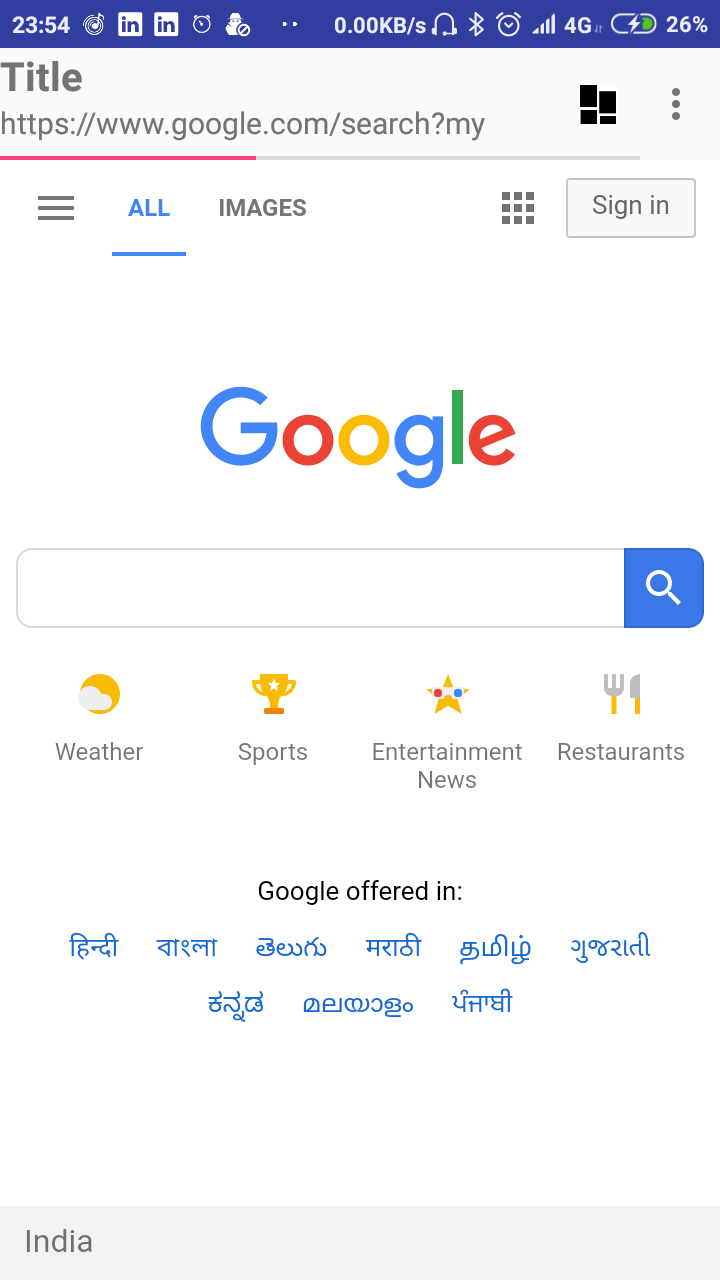 23:54 0.00KB/s 4G 26%
Title
https://www.google.com/search?my
ALL IMAGES Sign in
Google
Weather Sports Entertainment News Restaurants
Google offered in:
हिन्दी বাংলা తెలుగు मराठी தமிழ் ગુજરાતી
ಕನ್ನಡ മലയാളം ਪੰਜਾਬੀ
India